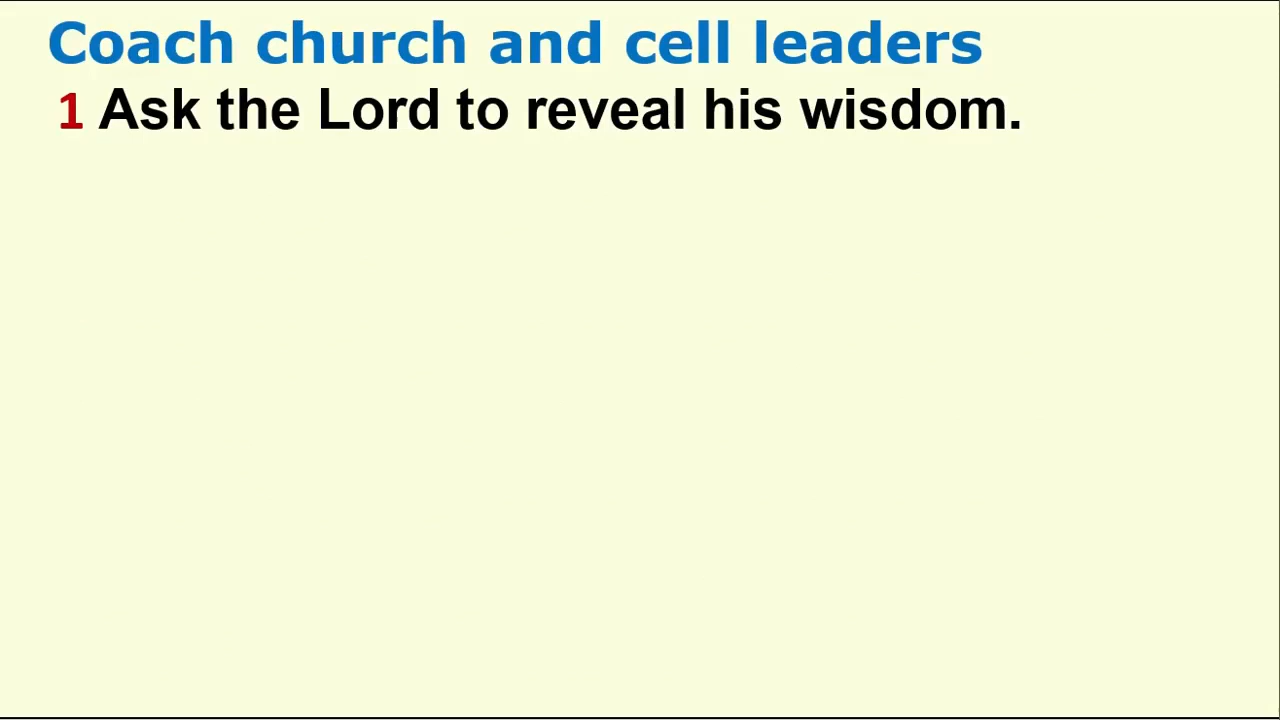 Coach church and cell leaders
1 Ask the Lord to reveal his wisdom.